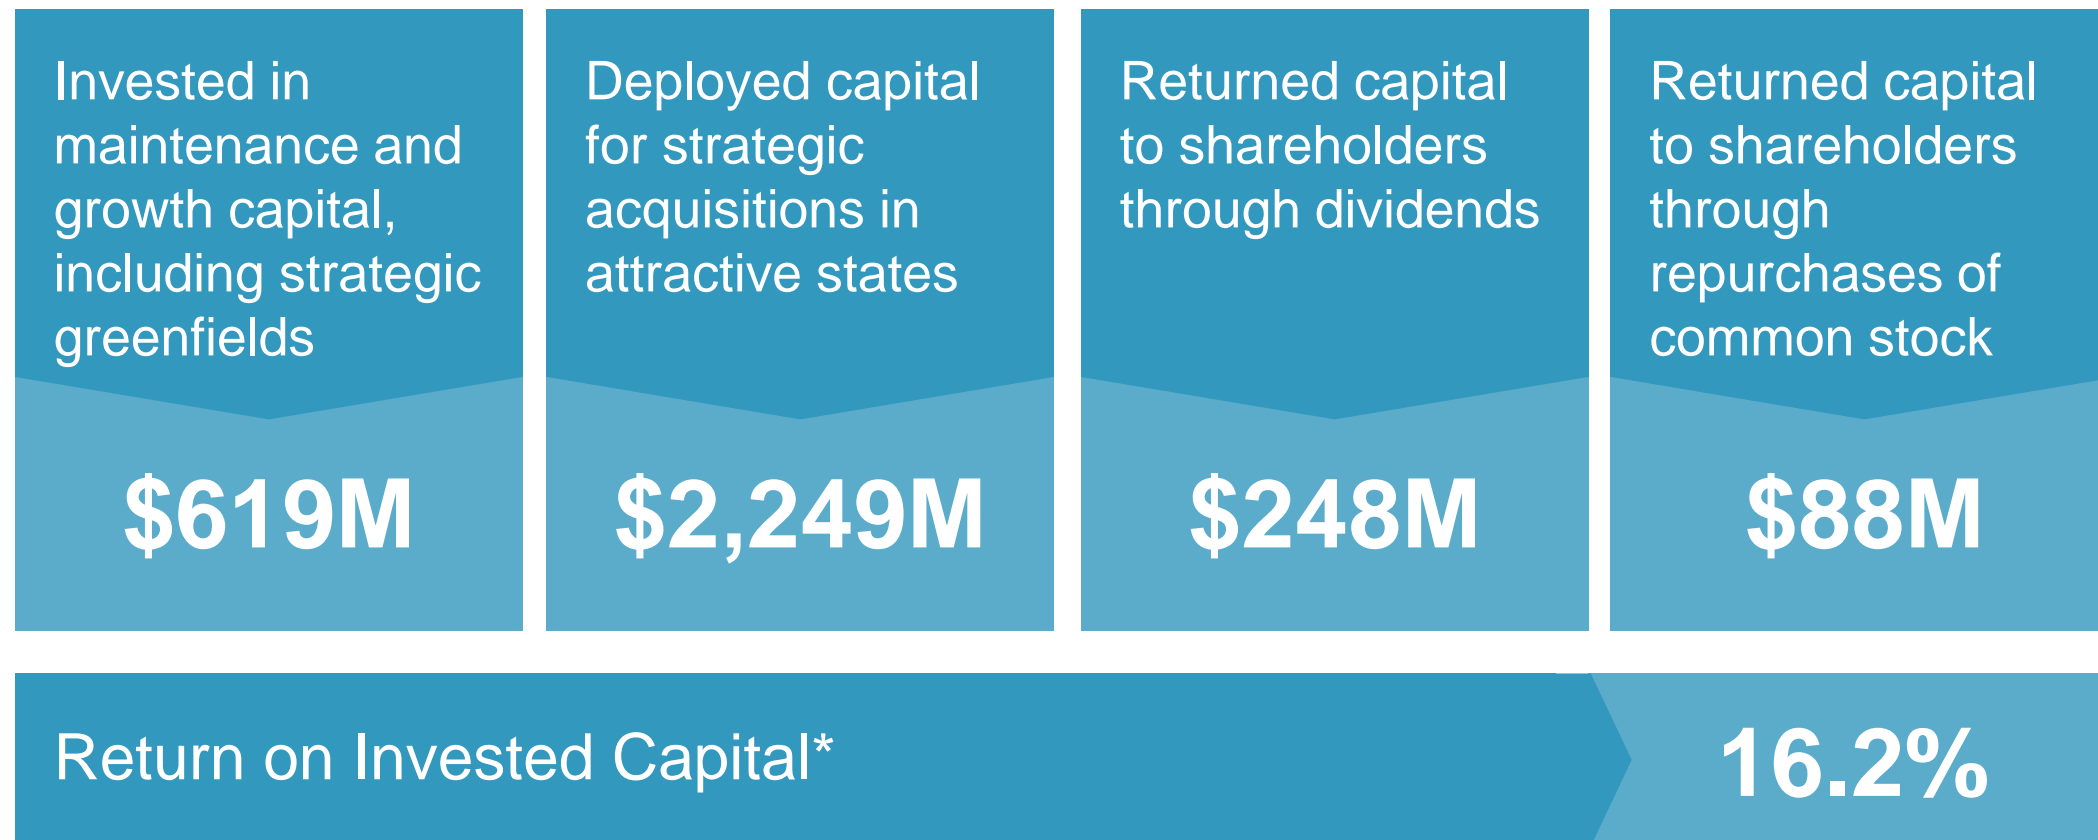 Invested in
maintenance and
growth capital,
including strategic
greenfields
$619M
Deployed capital
for strategic
acquisitions in
attractive states
$2,249M
Returned capital
to shareholders
through dividends
$248M
Returned capital
to shareholders
through
repurchases of
common stock
$88M
Return on Invested Capital*
16.2%